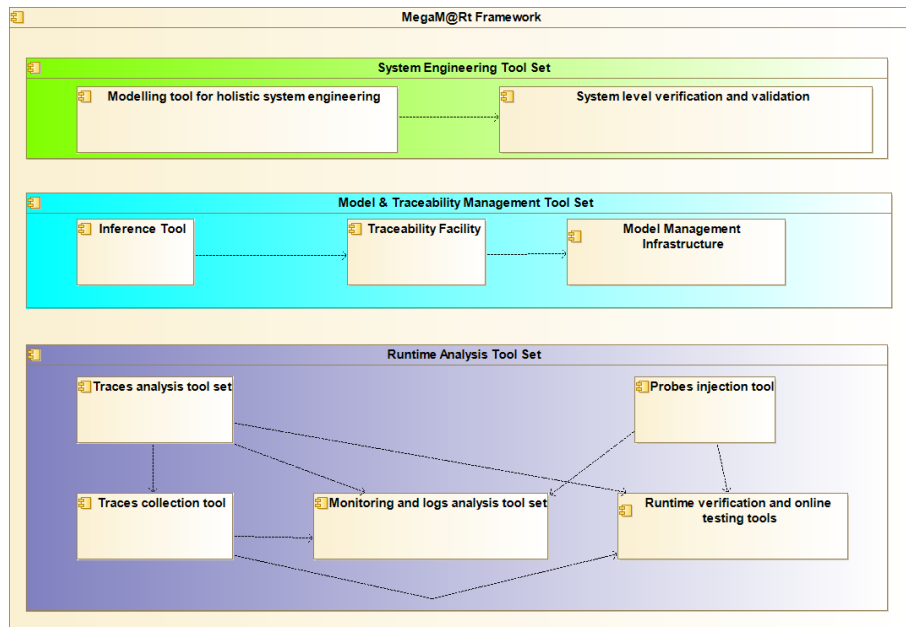 MegaM@Rt Framework
System Engineering Tool Set
Modelling tool for holistic system engineering
System level verification and validation
Model & Traceability Management Tool Set
Inference Tool
Traceability Facility
Model Management
Infrastructure
Runtime Analysis Tool Set
Traces analysis tool set
Probes injection tool
Traces collection tool
Monitoring and logs analysis tool set
Runtime verification and online
testing tools